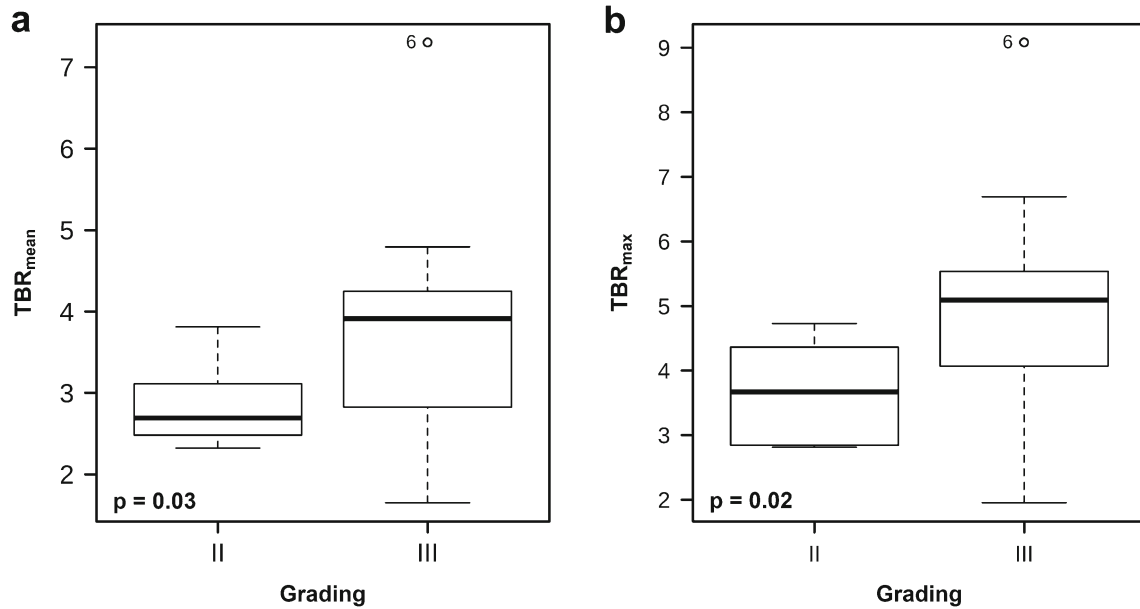 a
6
7
6
5
4
3
2
TBRmean
p = 0.03
II
III
Grading
b
6
9
8
7
6
5
4
3
2
TBRmax
p = 0.02
II
III
Grading